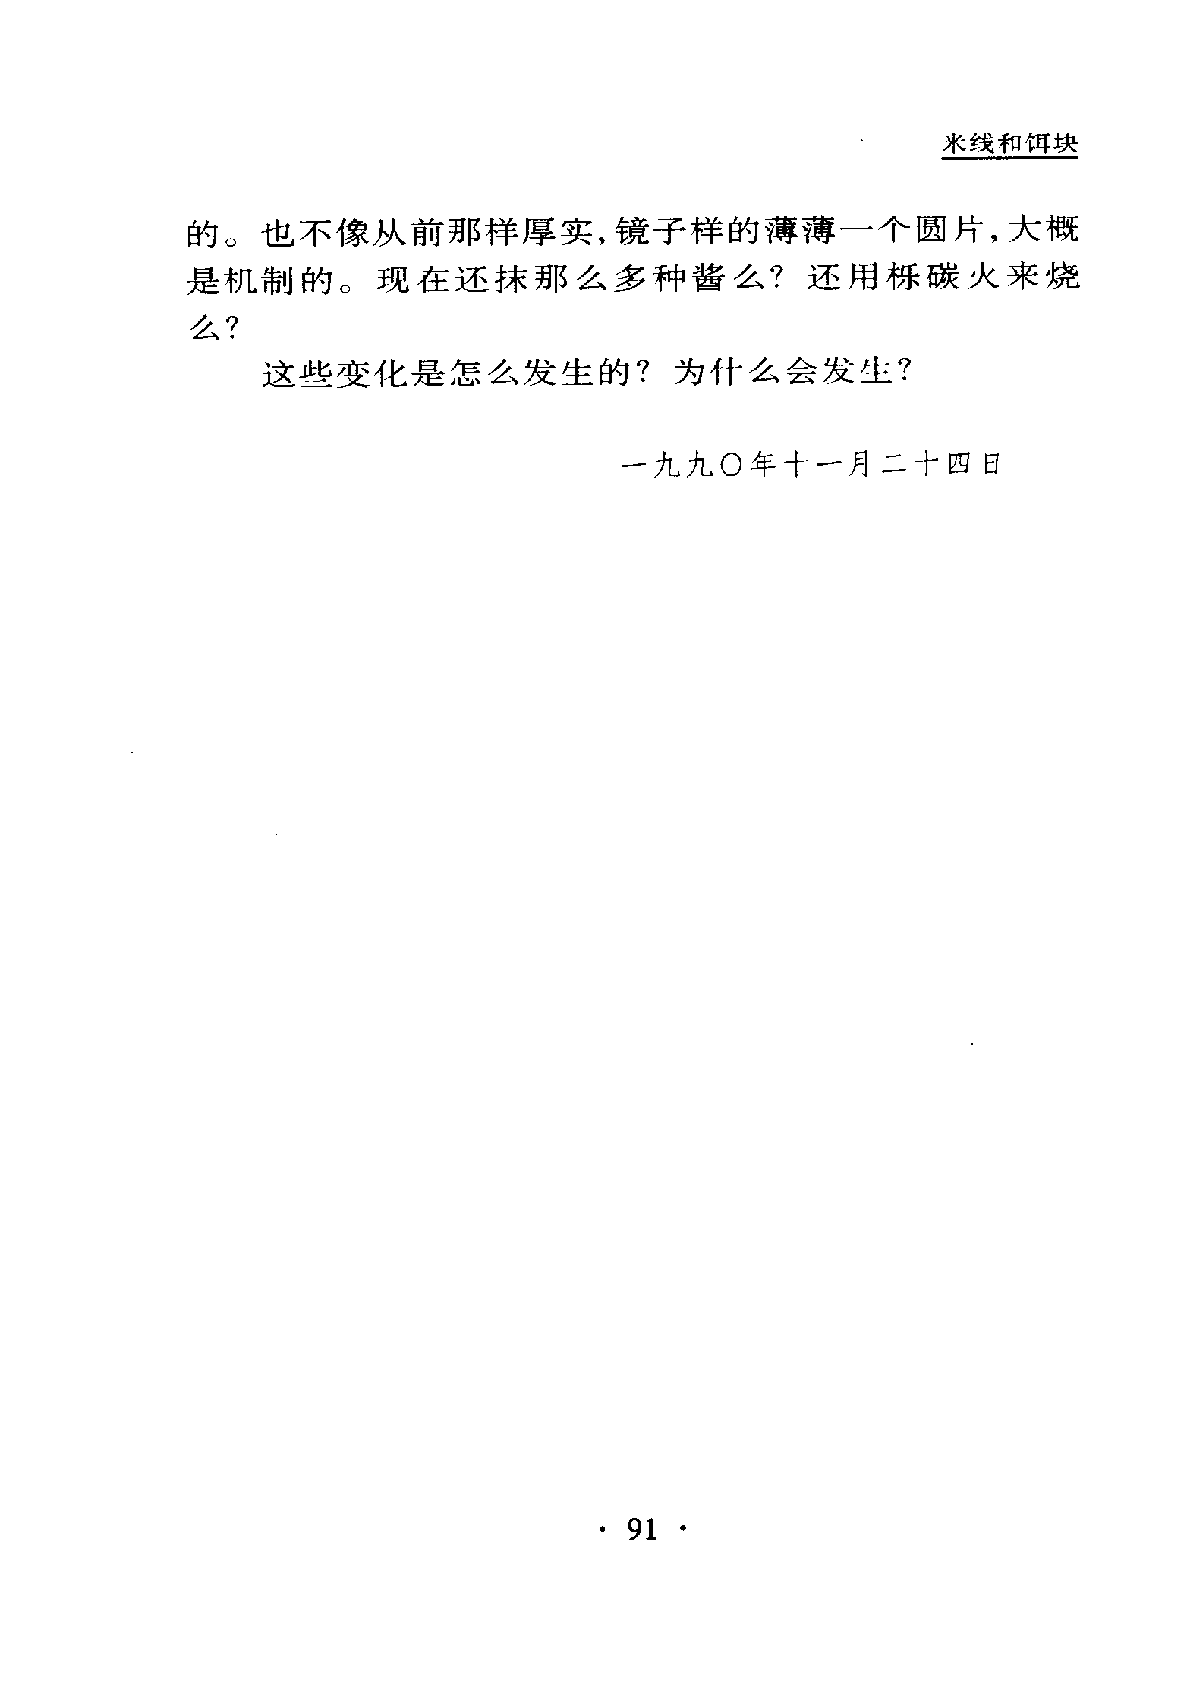 米线和饵块
的。也不像从前那样厚实,镜子样的薄薄一个圆片,大概
是机制的。现在还抹那么多种酱么？还用栎碳火来烧
么？
这些变化是怎么发生的？为什么会发生？
一九九〇年十一月二十四日
· 91 ·